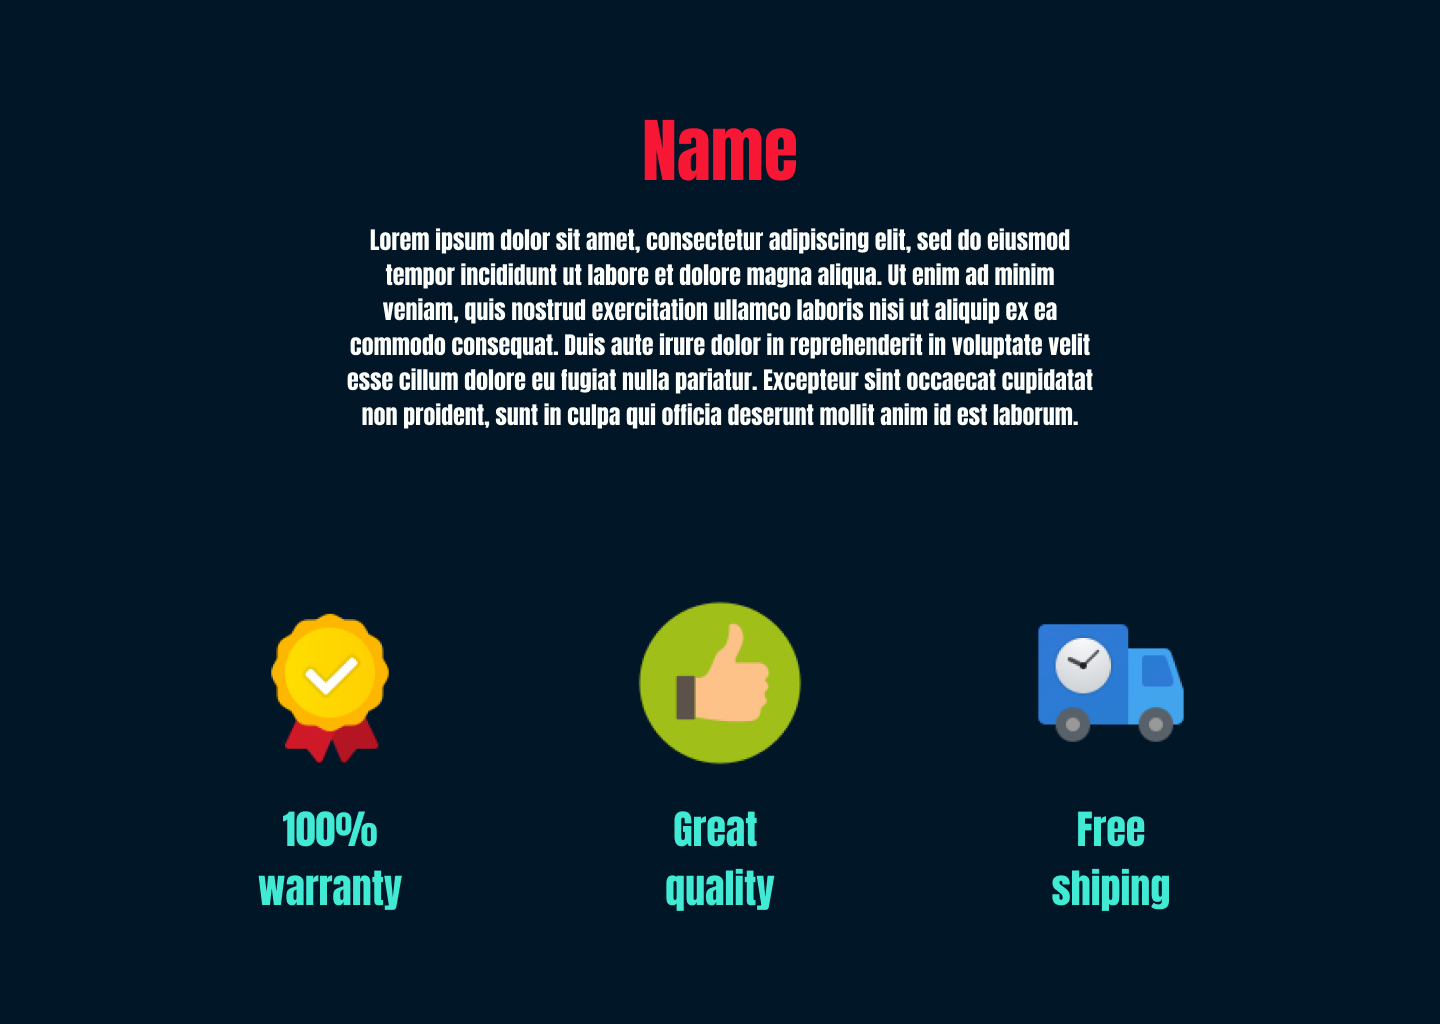 Name
Lorem ipsum dolor sit amet, consectetur adipiscing elit, sed do eiusmod
tempor incididunt ut labore et dolore magna aliqua. Ut enim ad minim
veniam, quis nostrud exercitation ullamco laboris nisi ut aliquip ex ea
commodo consequat. Duis aute irure dolor in reprehenderit in voluptate velit
esse cillum dolore eu fugiat nulla pariatur. Excepteur sint occaecat cupidatat
non proident, sunt in culpa qui officia deserunt mollit anim id est laborum.
100%
warranty
Great
quality
Free
shiping